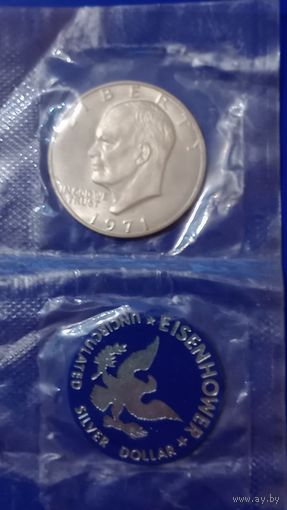 LIBERTY
IN GOD WE
TRUST
1971
EISENHOWER
UNCIRCULATED
SILVER DOLLAR
www.ay.by